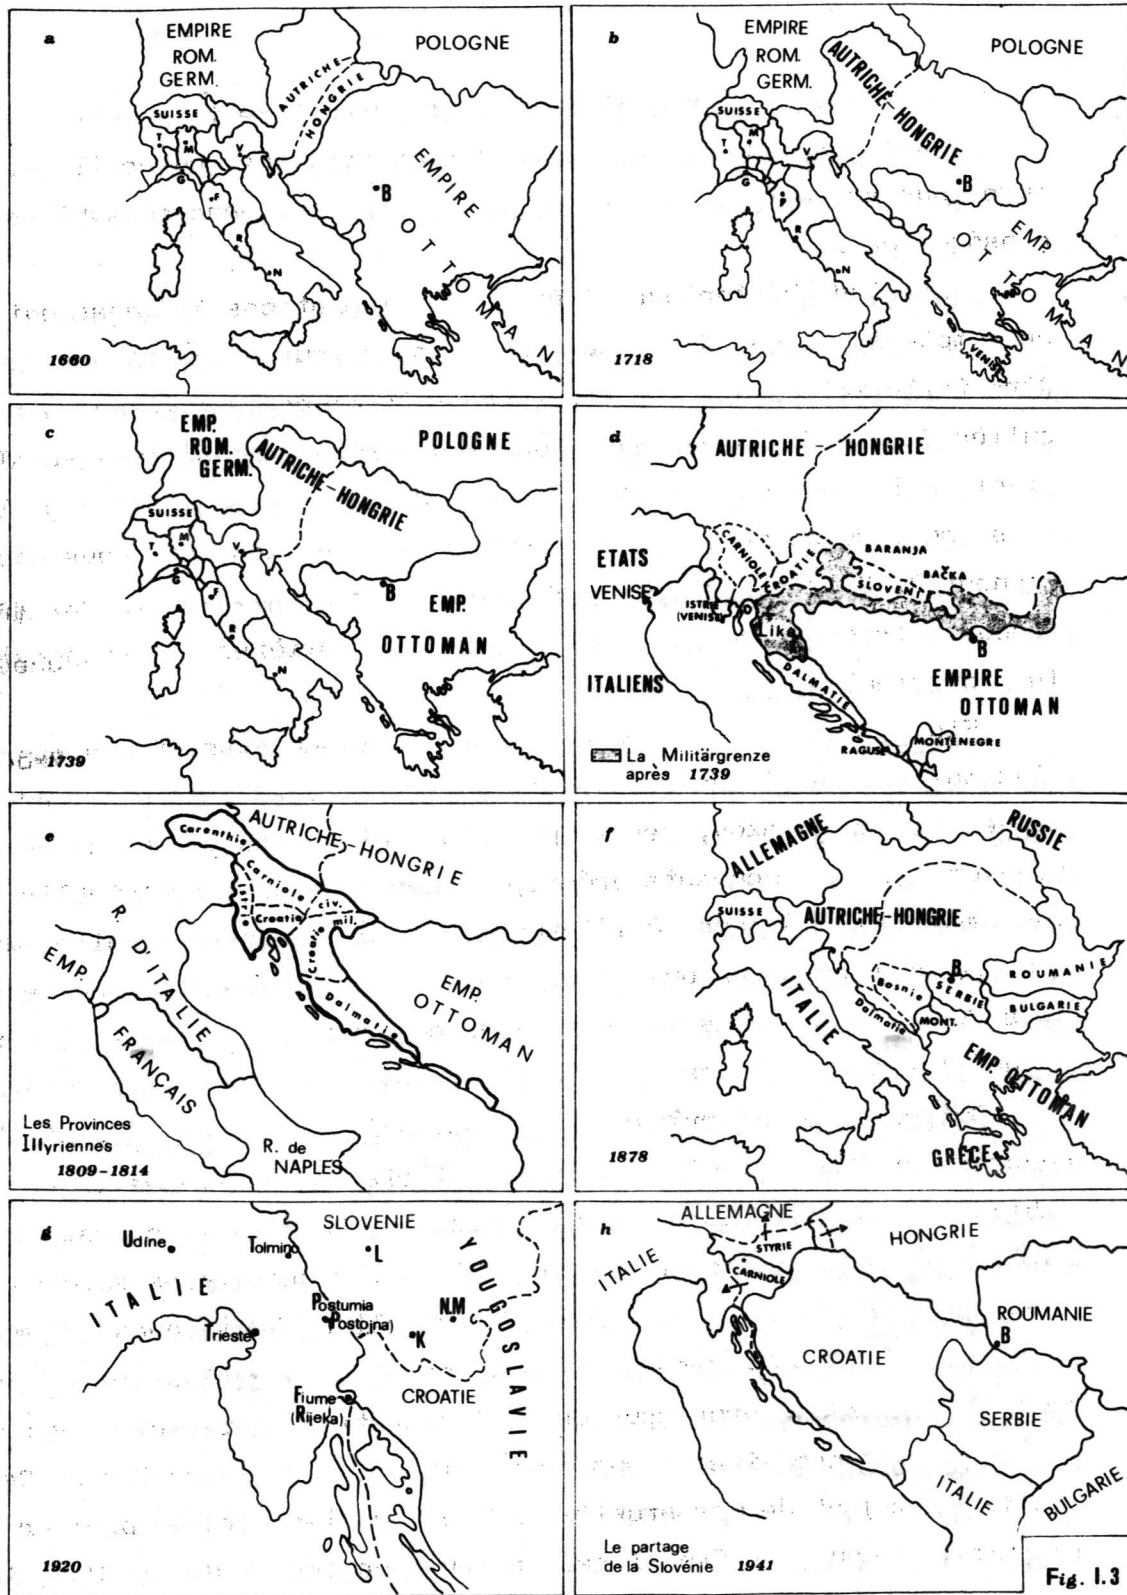 a
EMPIRE
ROM.
GERM.
POLOGNE
AUTRICHE
HONGRIE
SUISSE
T
M
V
G
F
R
N
B
EMPIRE
OTTOMAN
1660
b
EMPIRE
ROM.
GERM.
POLOGNE
AUTRICHE-HONGRIE
SUISSE
T
M
V
G
F
R
N
B
EMP.
OTTOMAN
VENISE
1718
c
EMP.
ROM.
GERM.
POLOGNE
AUTRICHE-HONGRIE
SUISSE
T
M
V
G
F
R
N
B
EMP.
OTTOMAN
1739
d
AUTRICHE - HONGRIE
CARNIOLE
CROATIE
BARANJA
BAČKA
SLOVENIE
ETATS
VENISE
ISTRIE
(VENISE)
Lika
B
DALMATIE
ITALIENS
EMPIRE
OTTOMAN
MONTENEGRE
RAGUSE
La Militärgrenze
après 1739
e
AUTRICHE-HONGRIE
Carenthie
Carniole
Istrie
Croatie
civ.
mil.
Croatie
Dalmatie
R. D'ITALIE
EMP.
FRANÇAIS
EMP.
OTTOMAN
Les Provinces
Illyriennes
1809-1814
R. de
NAPLES
f
ALLEMAGNE
RUSSIE
SUISSE
AUTRICHE-HONGRIE
ITALIE
B
ROUMANIE
Bosnie
SERBIE
BULGARIE
Dalmatie
MONT.
EMP. OTTOMAN
GRÈCE
1878
g
SLOVENIE
Udine
Tolmino
L
ITALIE
YOUGOSLAVIE
Postumia
(Postojna)
N.M
Trieste
K
Fiume
(Rijeka)
CROATIE
1920
h
ALLEMAGNE
HONGRIE
STYRIE
ITALIE
CARNIOLE
ROUMANIE
B
CROATIE
SERBIE
ITALIE
BULGARIE
Le partage
de la Slovénie 1941
Fig. I.3